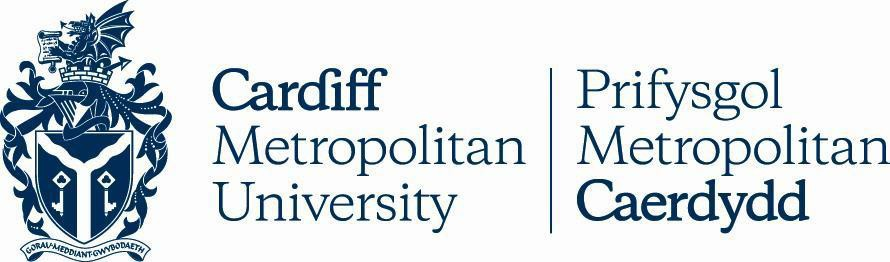 Cardiff
Metropolitan
University
Prifysgol
Metropolitan
Caerdydd
GORAU·MEDDIANT·GWYBODAETH